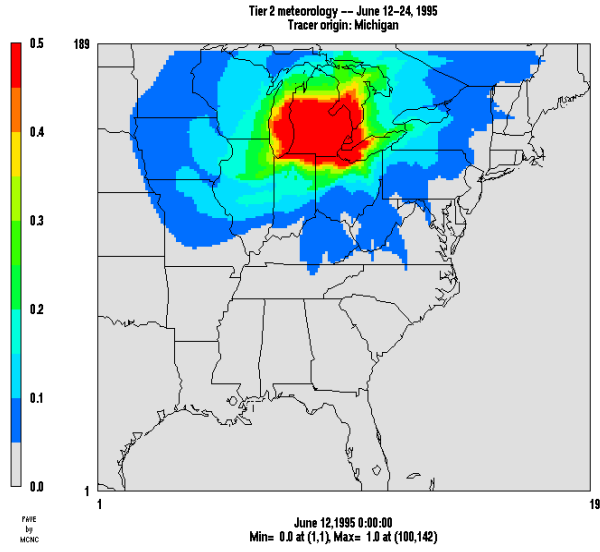 Tier 2 meteorology -- June 12-24, 1995
Tracer origin: Michigan
0.5
0.4
0.3
0.2
0.1
0.0
189
1
1
19
PAVE
by
MCNC
June 12,1995 0:00:00
Min= 0.0 at (1,1), Max= 1.0 at (100,142)